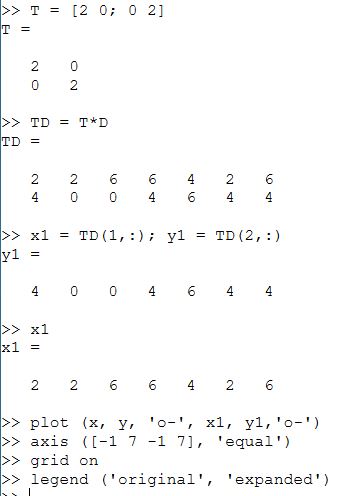 >> T = [2 0; 0 2]
T =
2 0
0 2
>> TD = T*D
TD =
2 2 6 6 4 2 6
4 0 0 4 6 4 4
>> x1 = TD(1,:); y1 = TD(2,:)
y1 =
4 0 0 4 6 4 4
>> x1
x1 =
2 2 6 6 4 2 6
>> plot (x, y, 'o-', x1, y1,'o-')
>> axis ([-1 7 -1 7], 'equal')
>> grid on
>> legend ('original', 'expanded')
>>